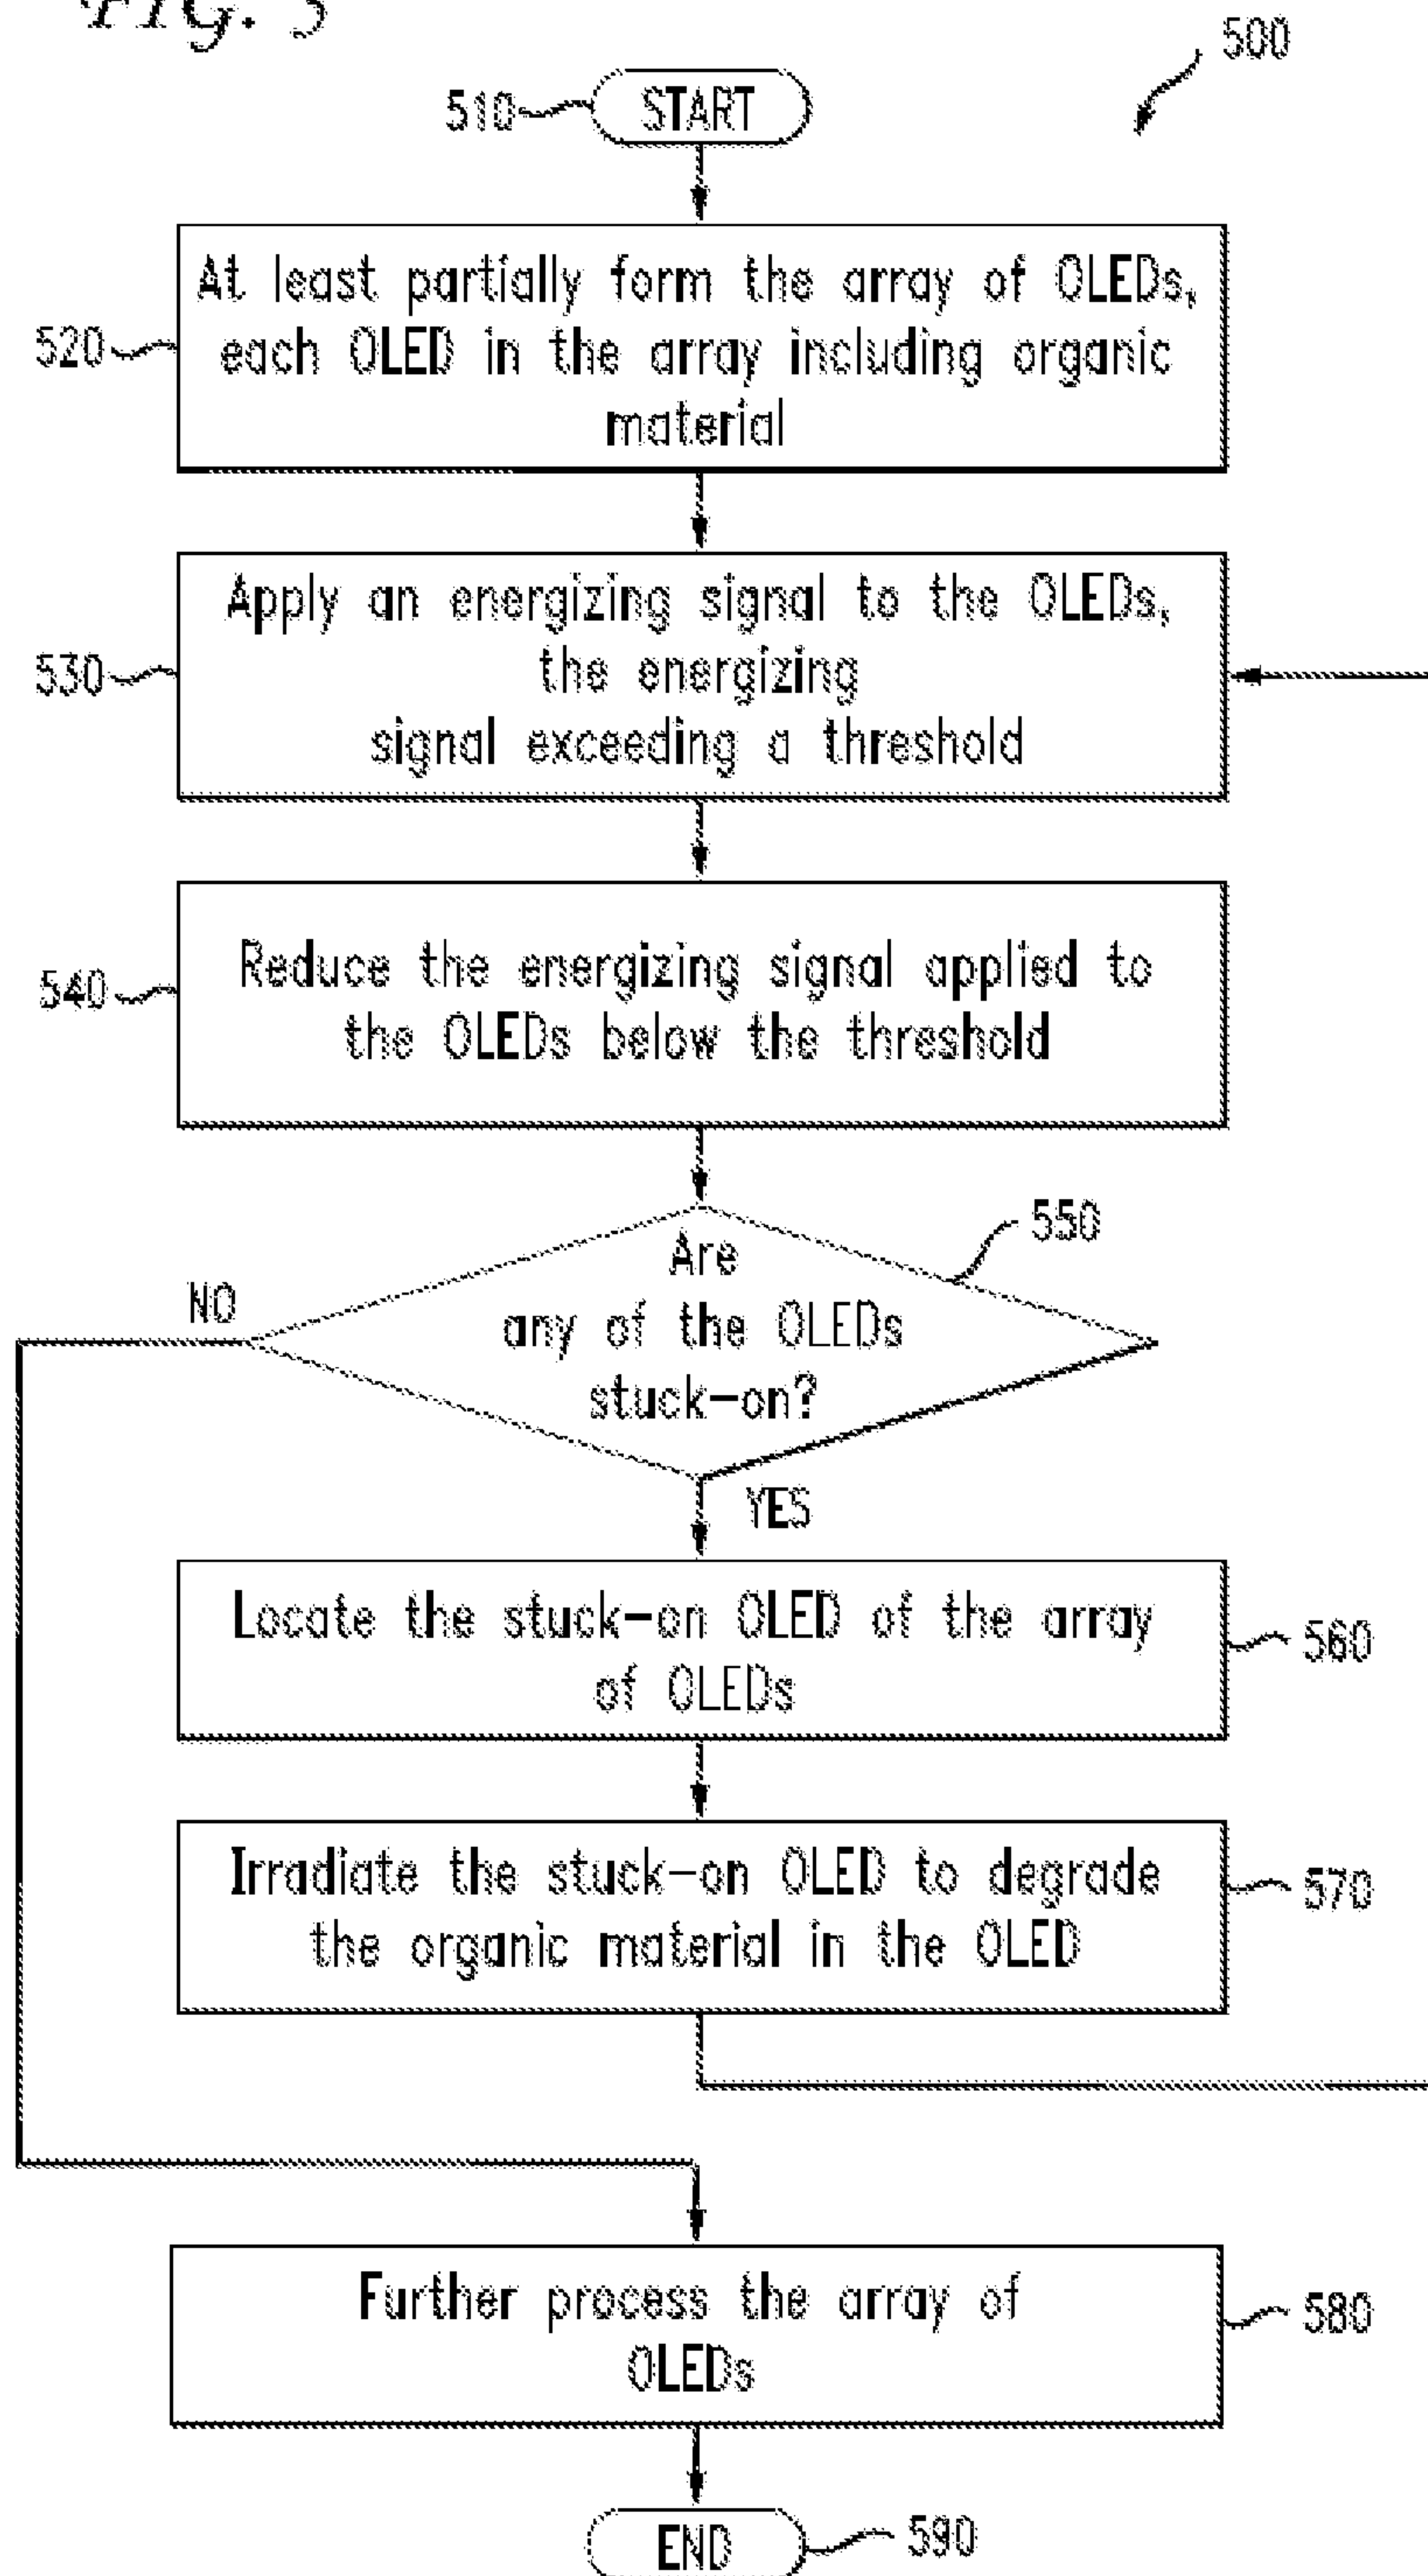 FIG. 5
500
510
START
At least partially form the array of OLEDs,
520
each OLED in the array including organic
material
Apply an energizing signal to the OLEDs,
530
the energizing
signal exceeding a threshold
540
Reduce the energizing signal applied to
the OLEDs below the threshold
550
Are
NO
any of the OLEDs
stuck-on?
YES
Locate the stuck-on OLED of the array
560
of OLEDs
Irradiate the stuck-on OLED to degrade
570
the organic material in the OLED
Further process the array of
580
OLEDs
END
590